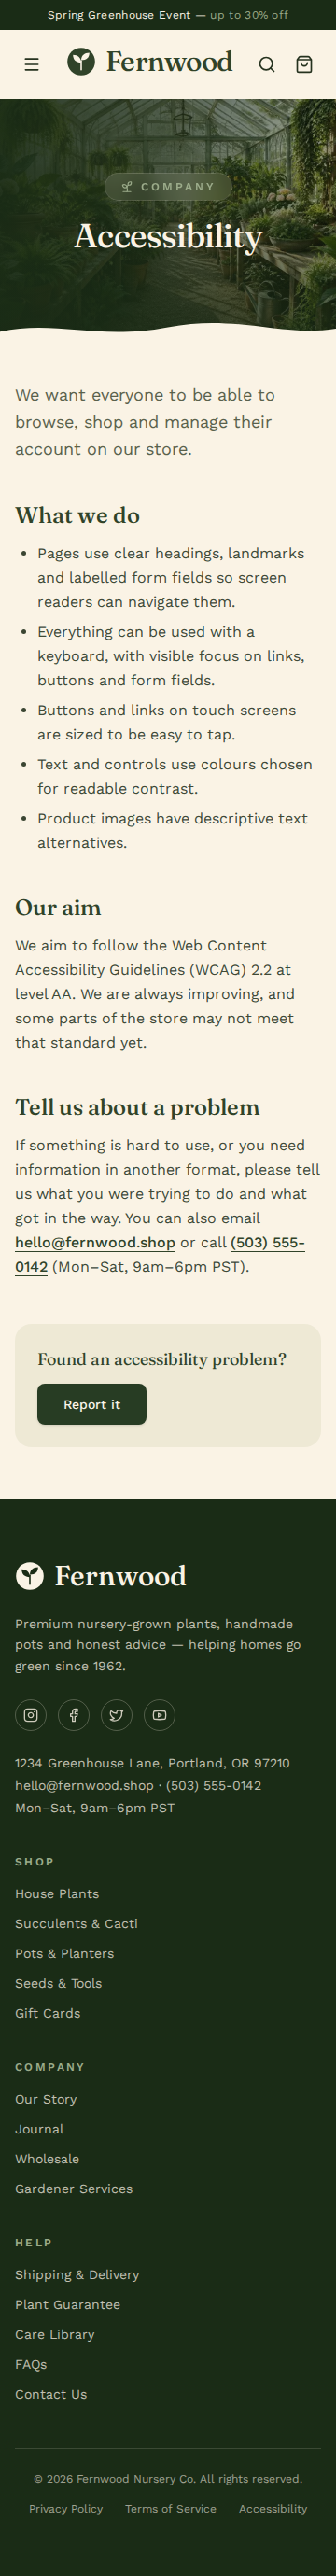 Spring Greenhouse Event — up to 30% off
Fernwood
COMPANY
Accessibility
We want everyone to be able to
browse, shop and manage their
account on our store.
What we do
• Pages use clear headings, landmarks
and labelled form fields so screen
readers can navigate them.
• Everything can be used with a
keyboard, with visible focus on links,
buttons and form fields.
• Buttons and links on touch screens
are sized to be easy to tap.
• Text and controls use colours chosen
for readable contrast.
• Product images have descriptive text
alternatives.
Our aim
We aim to follow the Web Content
Accessibility Guidelines (WCAG) 2.2 at
level AA. We are always improving, and
some parts of the store may not meet
that standard yet.
Tell us about a problem
If something is hard to use, or you need
information in another format, please tell
us what you were trying to do and what
got in the way. You can also email
hello@fernwood.shop or call (503) 555-
0142 (Mon–Sat, 9am–6pm PST).
Found an accessibility problem?
Report it
Fernwood
Premium nursery-grown plants, handmade
pots and honest advice — helping homes go
green since 1962.
1234 Greenhouse Lane, Portland, OR 97210
hello@fernwood.shop · (503) 555-0142
Mon–Sat, 9am–6pm PST
SHOP
House Plants
Succulents & Cacti
Pots & Planters
Seeds & Tools
Gift Cards
COMPANY
Our Story
Journal
Wholesale
Gardener Services
HELP
Shipping & Delivery
Plant Guarantee
Care Library
FAQs
Contact Us
© 2026 Fernwood Nursery Co. All rights reserved.
Privacy Policy Terms of Service Accessibility